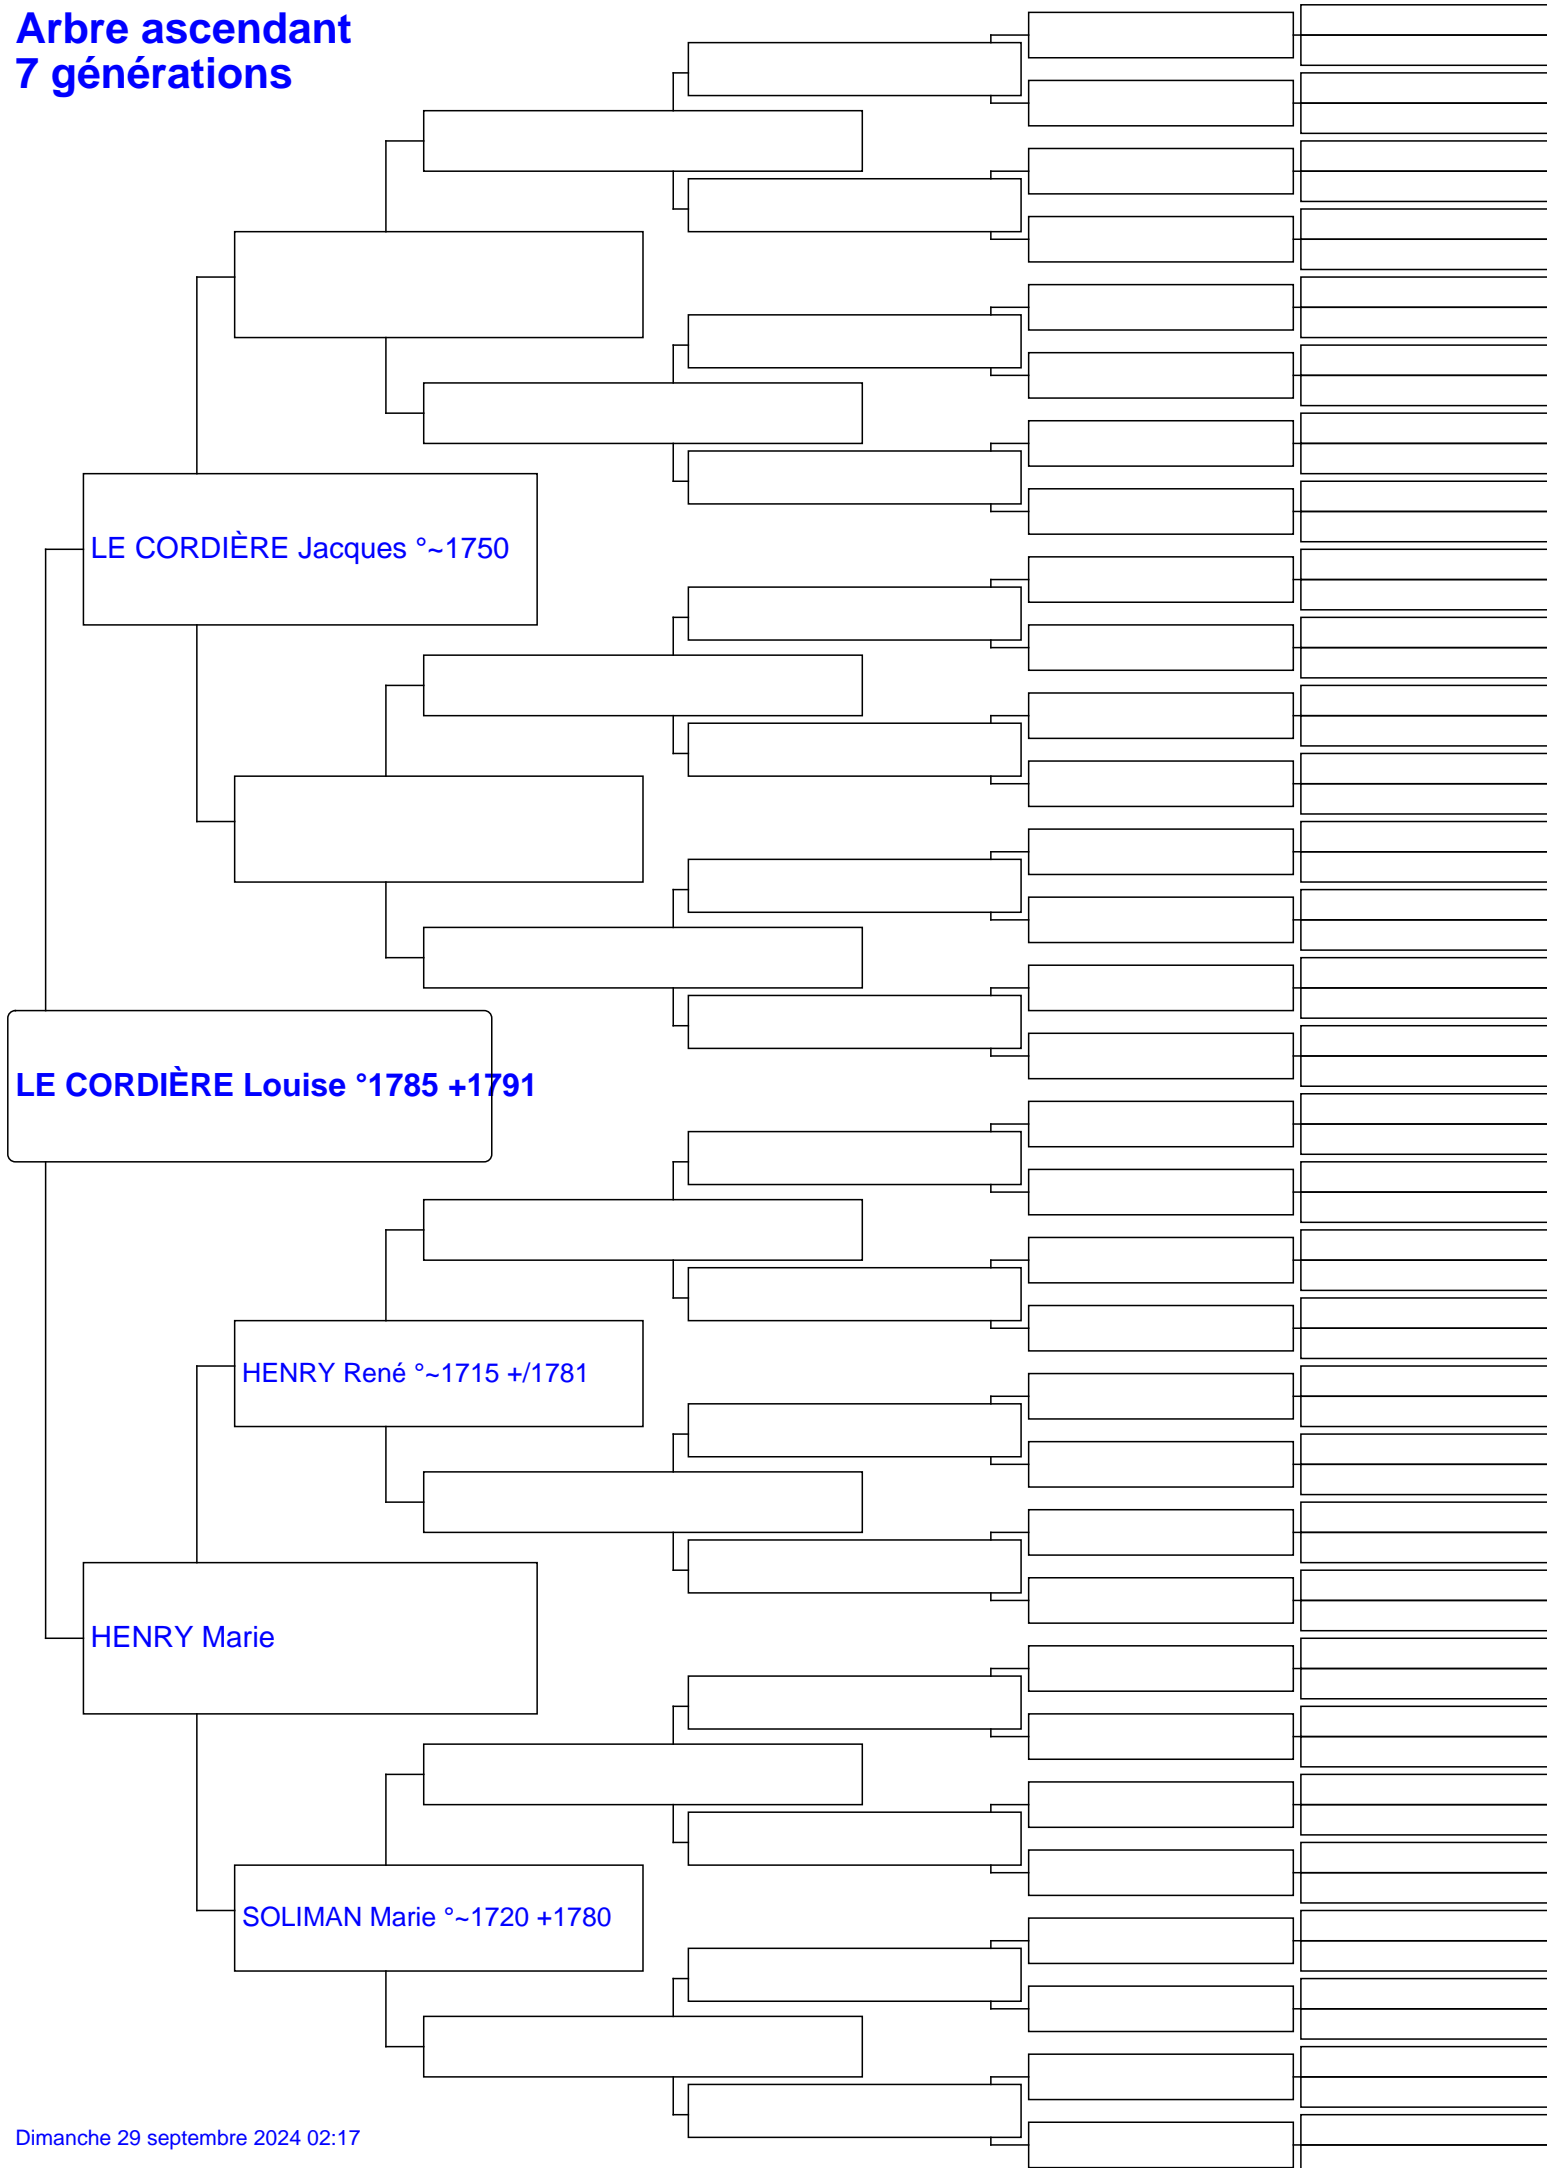 Arbre ascendant
7 générations
LE CORDIÈRE Jacques °~1750
LE CORDIÈRE Louise °1785 +1791
HENRY René °~1715 +/1781
HENRY Marie
SOLIMAN Marie °~1720 +1780
Dimanche 29 septembre 2024 02:17